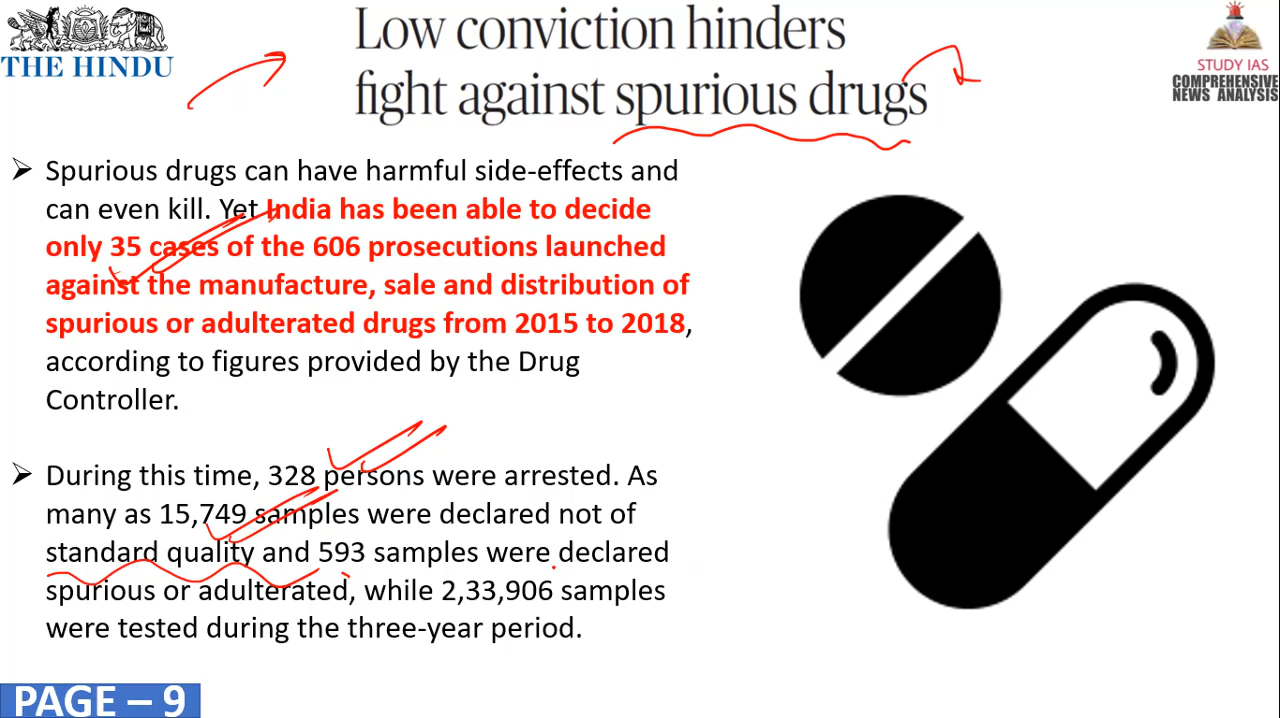 THE HINDU
Low conviction hinders
fight against spurious drugs
STUDY IAS
COMPREHENSIVE
NEWS ANALYSIS
Spurious drugs can have harmful side-effects and
can even kill. Yet India has been able to decide
only 35 cases of the 606 prosecutions launched
against the manufacture, sale and distribution of
spurious or adulterated drugs from 2015 to 2018,
according to figures provided by the Drug
Controller.
During this time, 328 persons were arrested. As
many as 15,749 samples were declared not of
standard quality and 593 samples were declared
spurious or adulterated, while 2,33,906 samples
were tested during the three-year period.
PAGE – 9